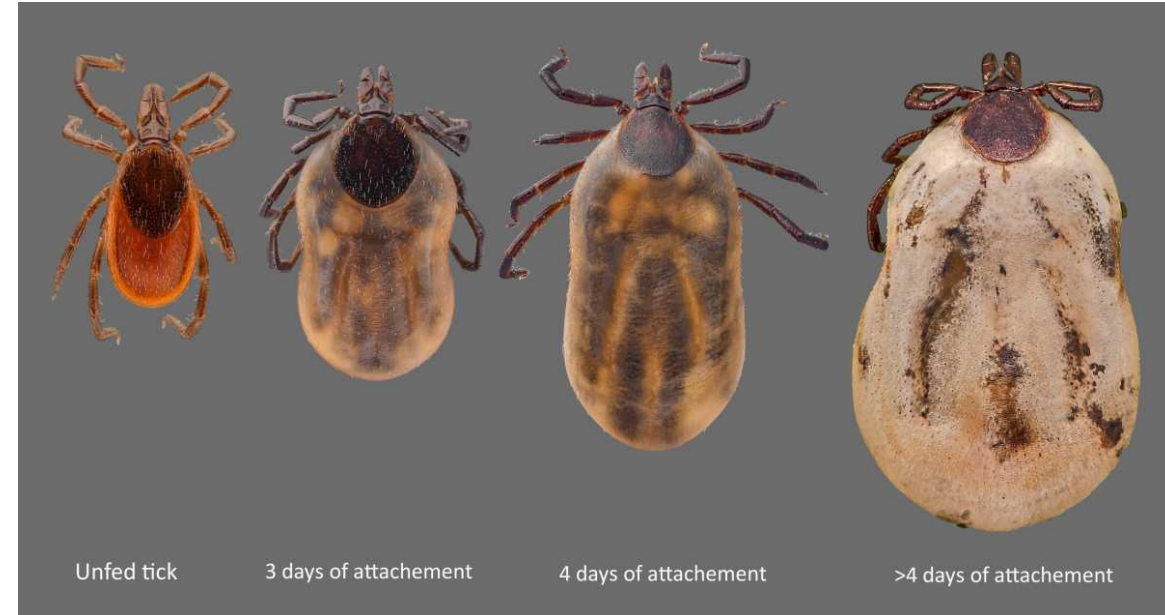 Unfed tick
3 days of attachement
4 days of attachement
>4 days of attachement